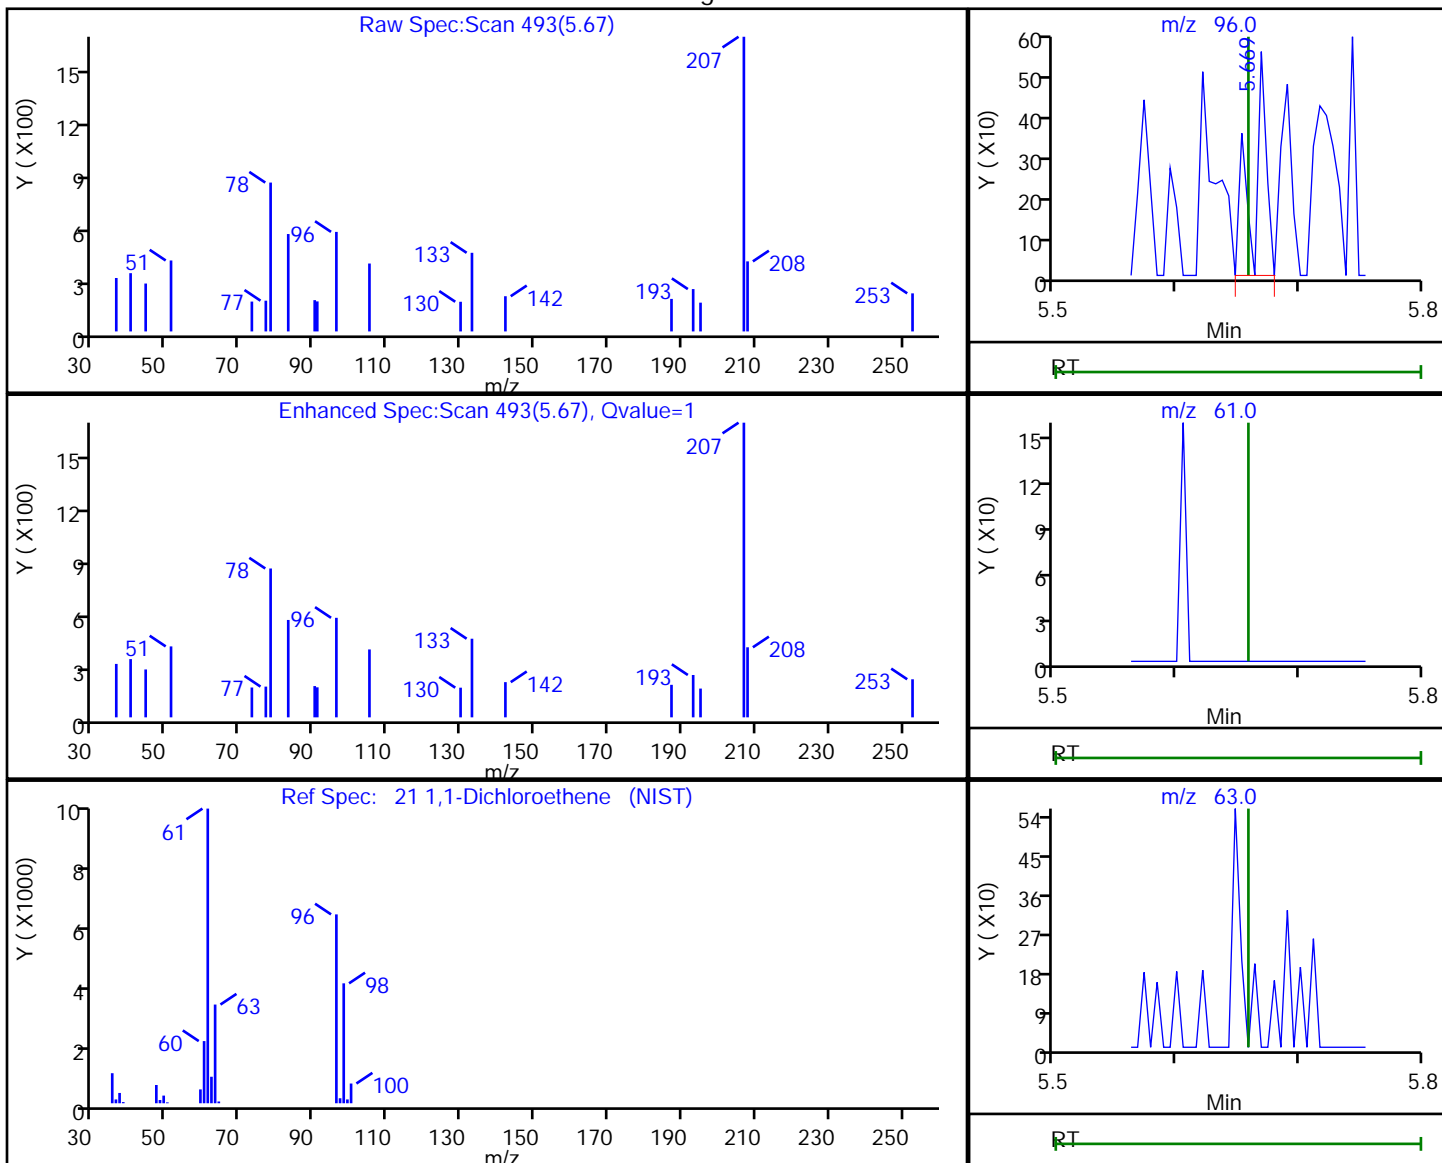 Raw Spec:Scan 493(5.67)
Y ( X100)
15
12
9
6
3
0
207
78
51
96
77
133
130
142
193
208
253
30 50 70 90 110 130 150 170 190 210 230 250
m/z
m/z 96.0
5.669
Y ( X10)
60
50
40
30
20
10
0
5.5 5.8
Min
RT
Enhanced Spec:Scan 493(5.67), Qvalue=1
Y ( X100)
15
12
9
6
3
0
207
78
51
96
77
133
130
142
193
208
253
30 50 70 90 110 130 150 170 190 210 230 250
m/z
m/z 61.0
Y ( X10)
15
12
9
6
3
0
5.5 5.8
Min
RT
Ref Spec: 21 1,1-Dichloroethene (NIST)
Y ( X1000)
10
8
6
4
2
0
61
96
98
63
60
100
30 50 70 90 110 130 150 170 190 210 230 250
m/z
m/z 63.0
Y ( X10)
54
45
36
27
18
9
0
5.5 5.8
Min
RT